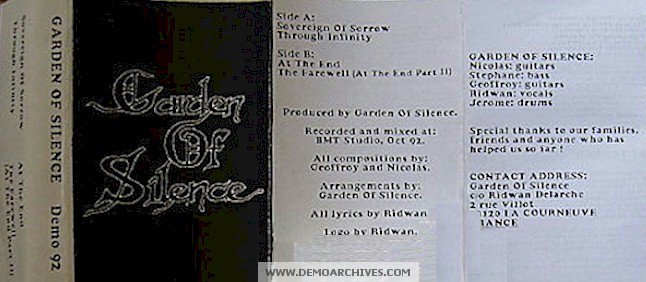 Sovereign Of Sorrow
Through Infinity
At The End
The Farewell (At The End Part II)
GARDEN OF SILENCE Demo 92
Garden
Of
Silence
Side A:
Sovereign Of Sorrow
Through Infinity
Side B:
At The End
The Farewell (At The End Part II)
Produced by Garden Of Silence.
Recorded and mixed at:
BMT Studio, Oct 92.
All compositions by:
Geoffroy and Nicolas.
Arrangements by:
Garden Of Silence.
All lyrics by Ridwan
Logo by Ridwan.
GARDEN OF SILENCE:
Nicolas: guitars
Stephane: bass
Geoffroy: guitars
Ridwan: vocals
Jerome: drums
Special thanks to our families,
friends and anyone who has
helped us so far !
CONTACT ADDRESS:
Garden Of Silence
c/o Ridwan Delarche
2 rue Villot
120 LA COURNEUVE
ANCE
WWW.DEMOARCHIVES.COM